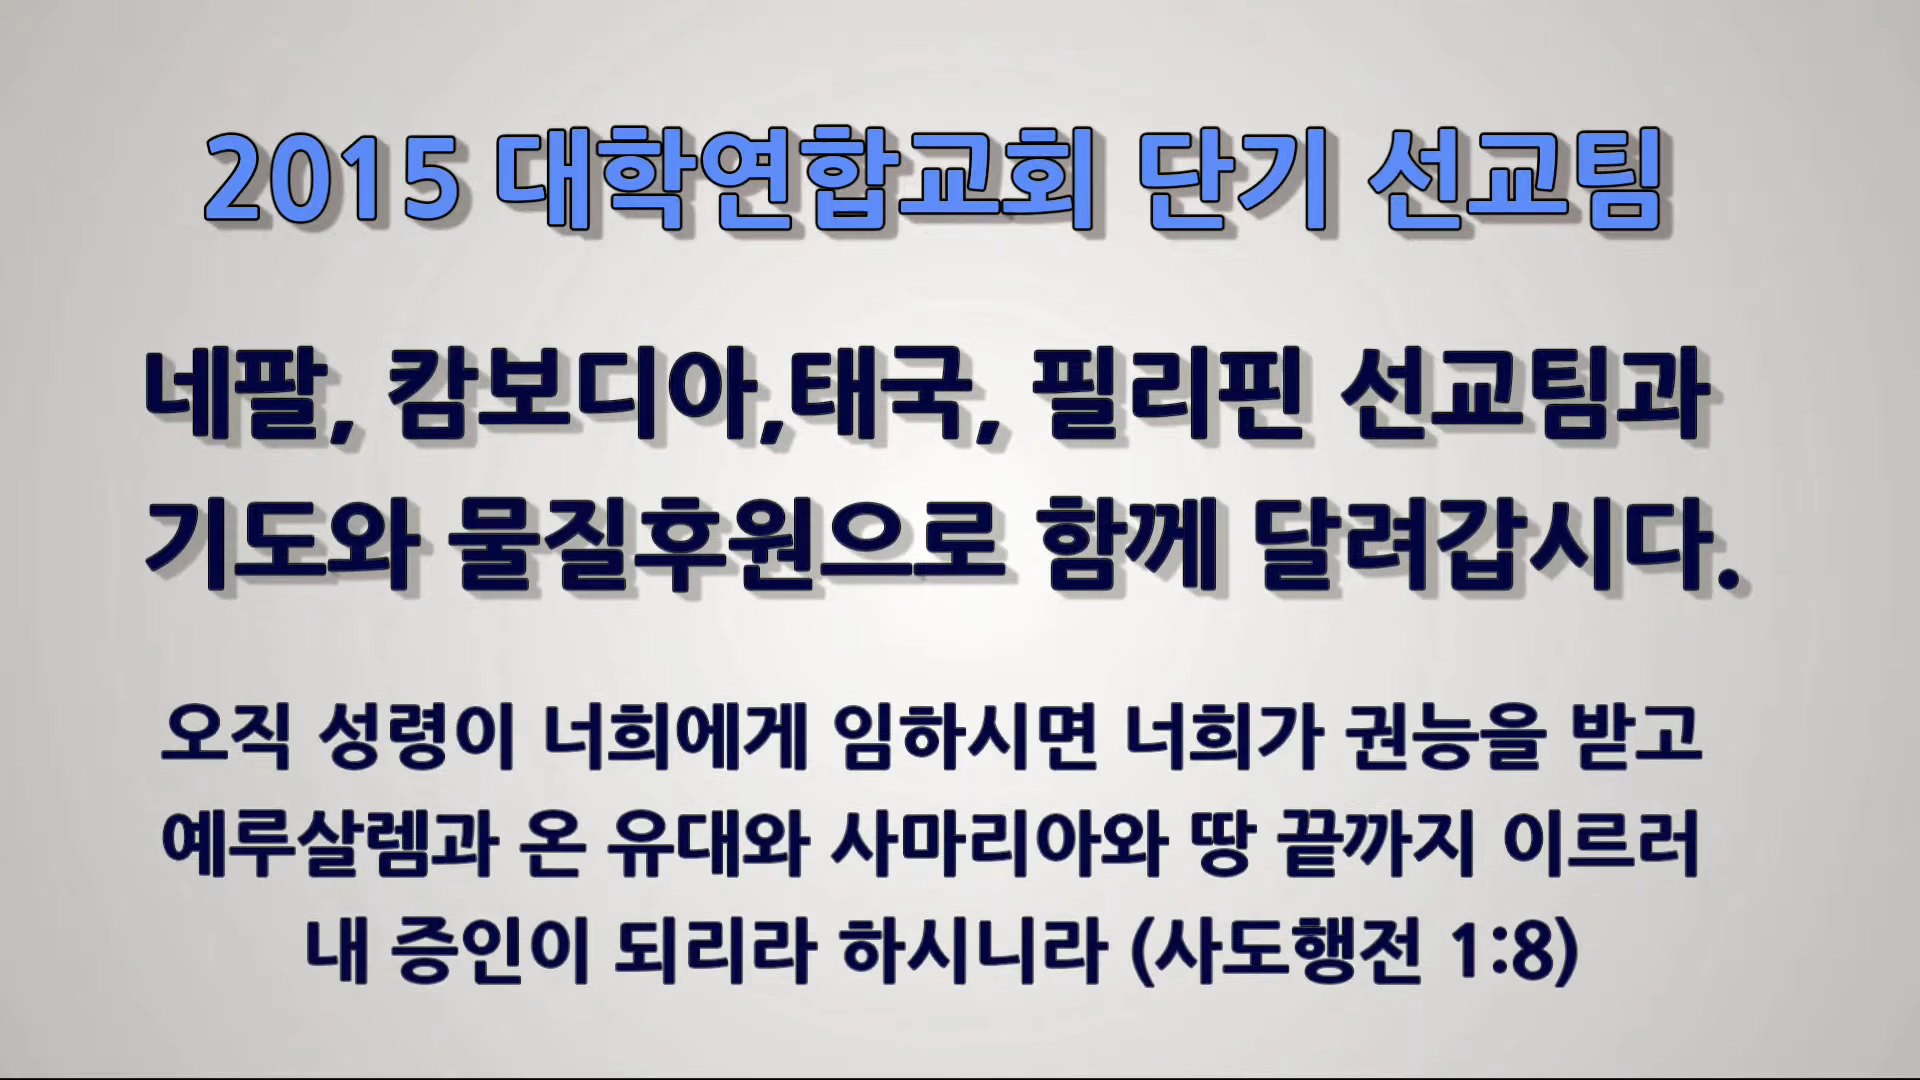 2015 대학연합교회 단기 선교팀
네팔, 캄보디아,태국, 필리핀 선교팀과
기도와 물질후원으로 함께 달려갑시다.
오직 성령이 너희에게 임하시면 너희가 권능을 받고
예루살렘과 온 유대와 사마리아와 땅 끝까지 이르러
내 증인이 되리라 하시니라 (사도행전 1:8)